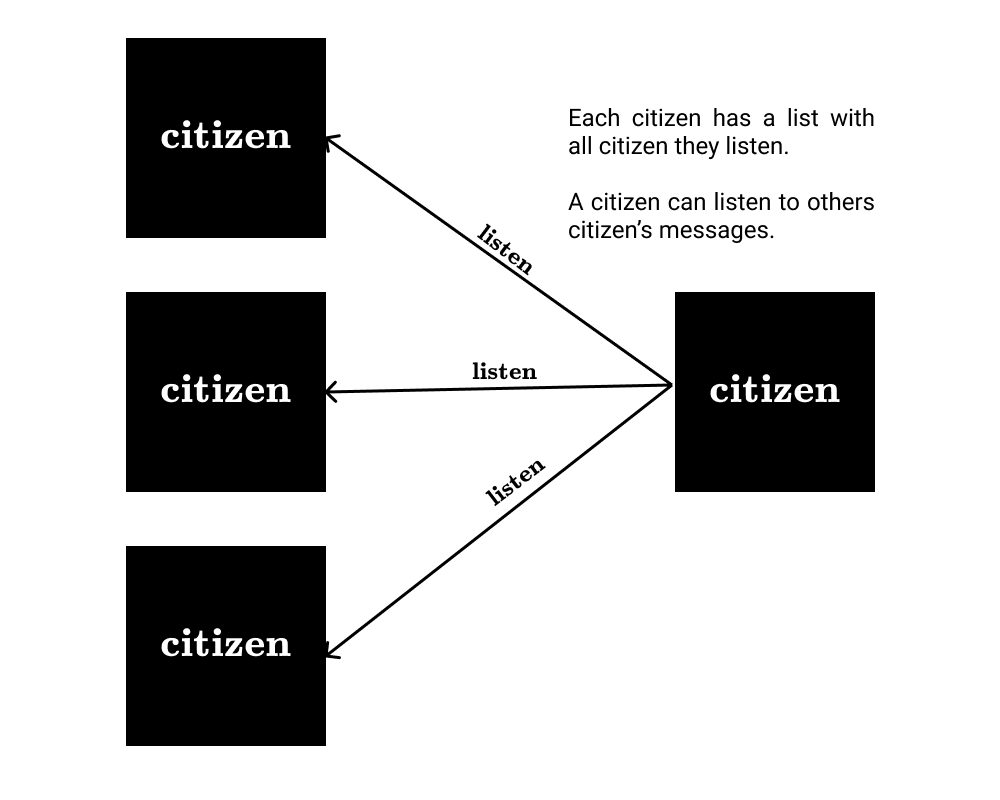 citizen
Each citizen has a list with
all citizen they listen.
A citizen can listen to others
citizen’s messages.
listen
listen
citizen
citizen
listen
citizen